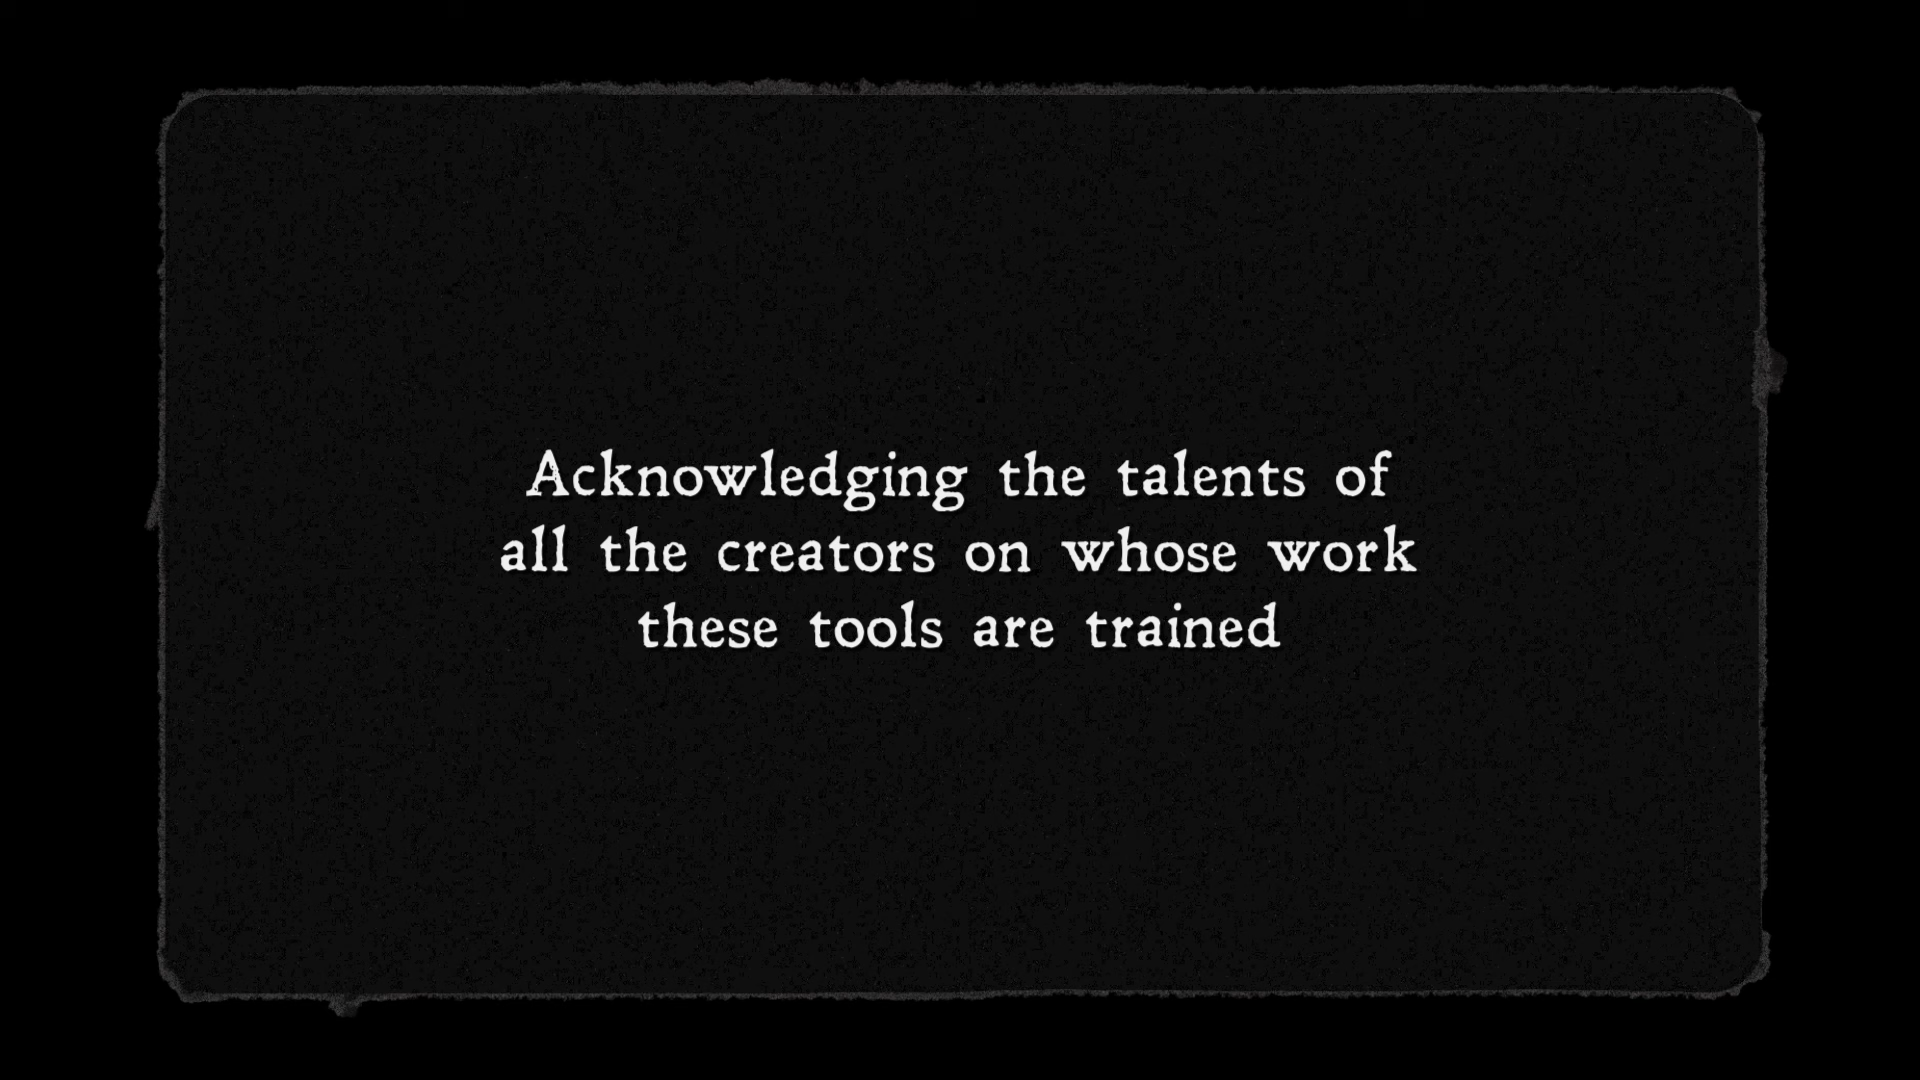 Acknowledging the talents of
all the creators on whose work
these tools are trained